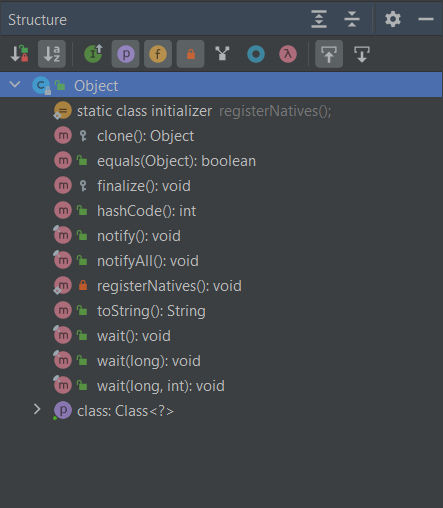 Structure
Object
static class initializer registerNatives();
clone(): Object
equals(Object): boolean
finalize(): void
hashCode(): int
notify(): void
notifyAll(): void
registerNatives(): void
toString(): String
wait(): void
wait(long): void
wait(long, int): void
class: Class<?>